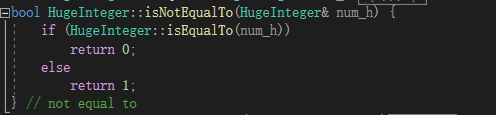 bool HugeInteger::isNotEqualTo(HugeInteger& num_h) {
if (HugeInteger::isEqualTo(num_h))
return 0;
else
return 1;
} // not equal to